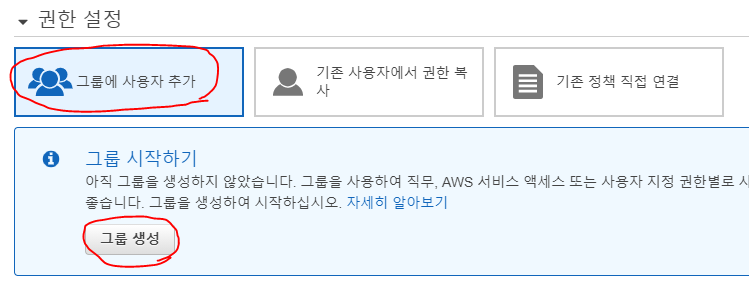 권한 설정
그룹에 사용자 추가
기존 사용자에서 권한 복
사
기존 정책 직접 연결
그룹 시작하기
아직 그룹을 생성하지 않았습니다. 그룹을 사용하여 직무, AWS 서비스 액세스 또는 사용자 지정 권한별로 사
좋습니다. 그룹을 생성하여 시작하십시오. 자세히 알아보기
그룹 생성